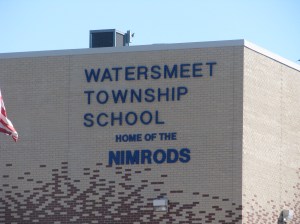 WATERSMEET
TOWNSHIP
SCHOOL
HOME OF THE
NIMRODS